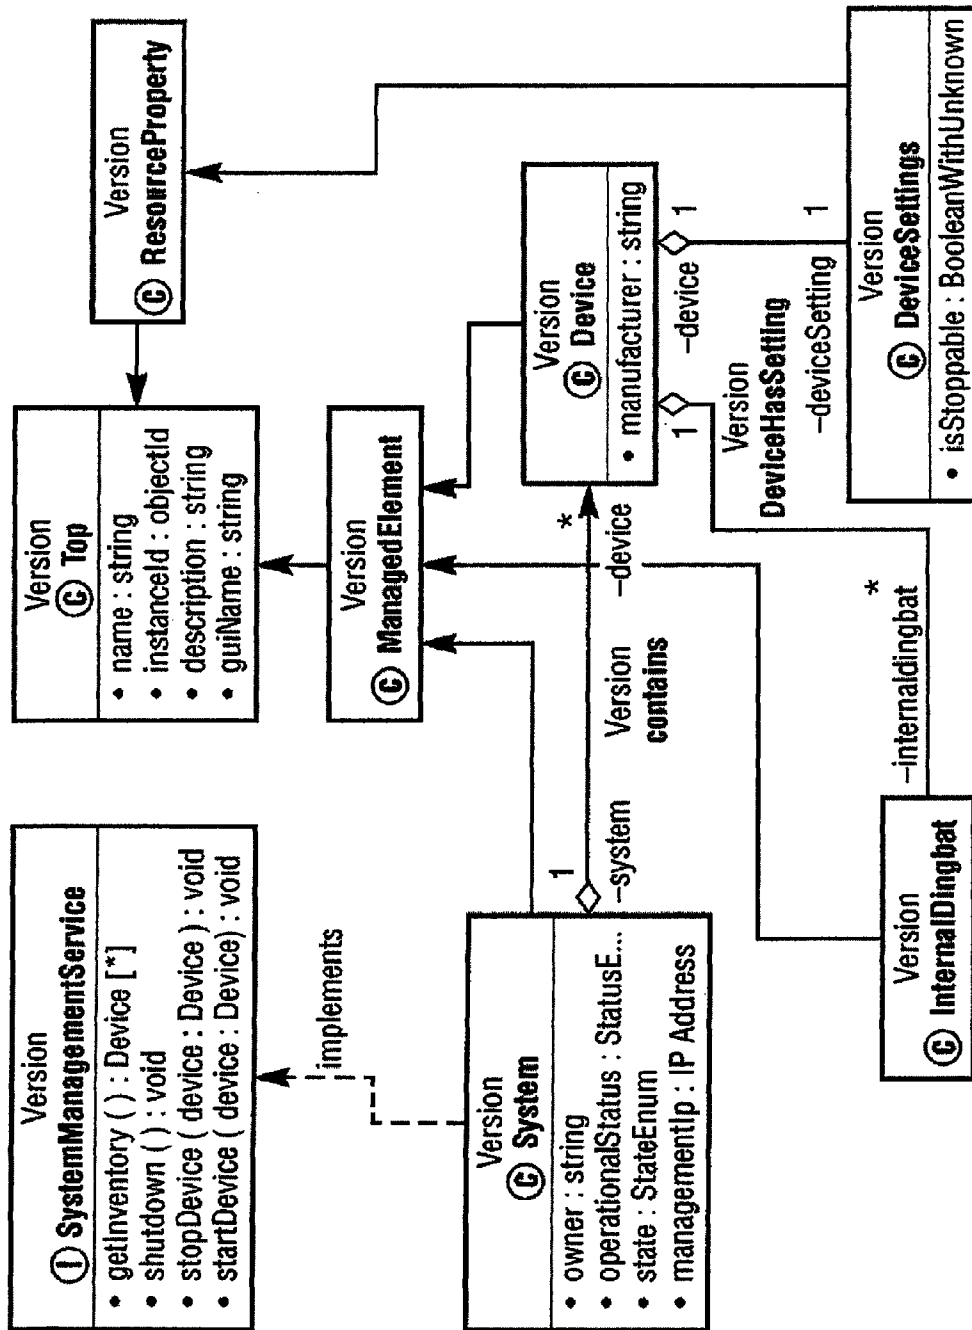 Version
I SystemManagementService
• getInventory ( ) : Device [*]
• shutdown ( ) : void
• stopDevice ( device : Device ) : void
• startDevice ( device : Device) : void
Version
C Top
• name : string
• instanceId : objectId
• description : string
• guiName : string
Version
C ResourceProperty
implements
Version
C ManagedElement
Version
C System
• owner : string
• operationalStatus : StatusE...
• state : StateEnum
• managementIp : IP Address
1
–system
Version
contains
*
–device
Version
C Device
• manufacturer : string
1
1
–device
Version
DeviceHasSetting
–deviceSetting
1
Version
C InternalDingbat
–internaldingbat
*
Version
C DeviceSettings
• isStoppable : BooleanWithUnknown